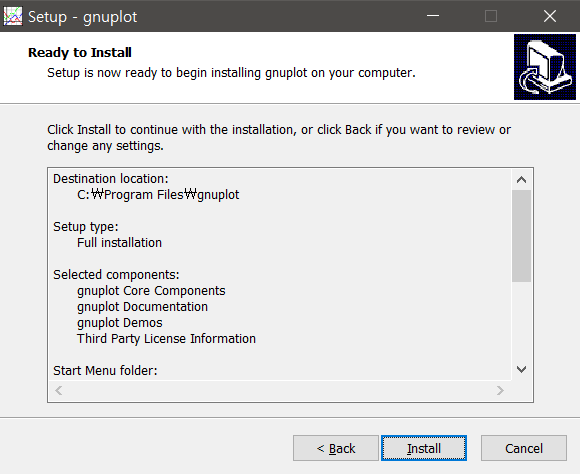 Setup - gnuplot
Ready to Install
Setup is now ready to begin installing gnuplot on your computer.
Click Install to continue with the installation, or click Back if you want to review or
change any settings.
Destination location:
C:₩Program Files₩gnuplot
Setup type:
Full installation
Selected components:
gnuplot Core Components
gnuplot Documentation
gnuplot Demos
Third Party License Information
Start Menu folder:
< Back
Install
Cancel